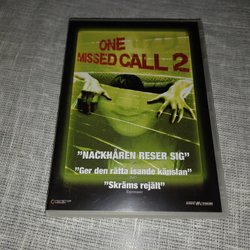 ONE
MISSED CALL 2
"NACKHÅREN RESER SIG"
"Ger den rätta isande känslan"
"Skräms rejält"